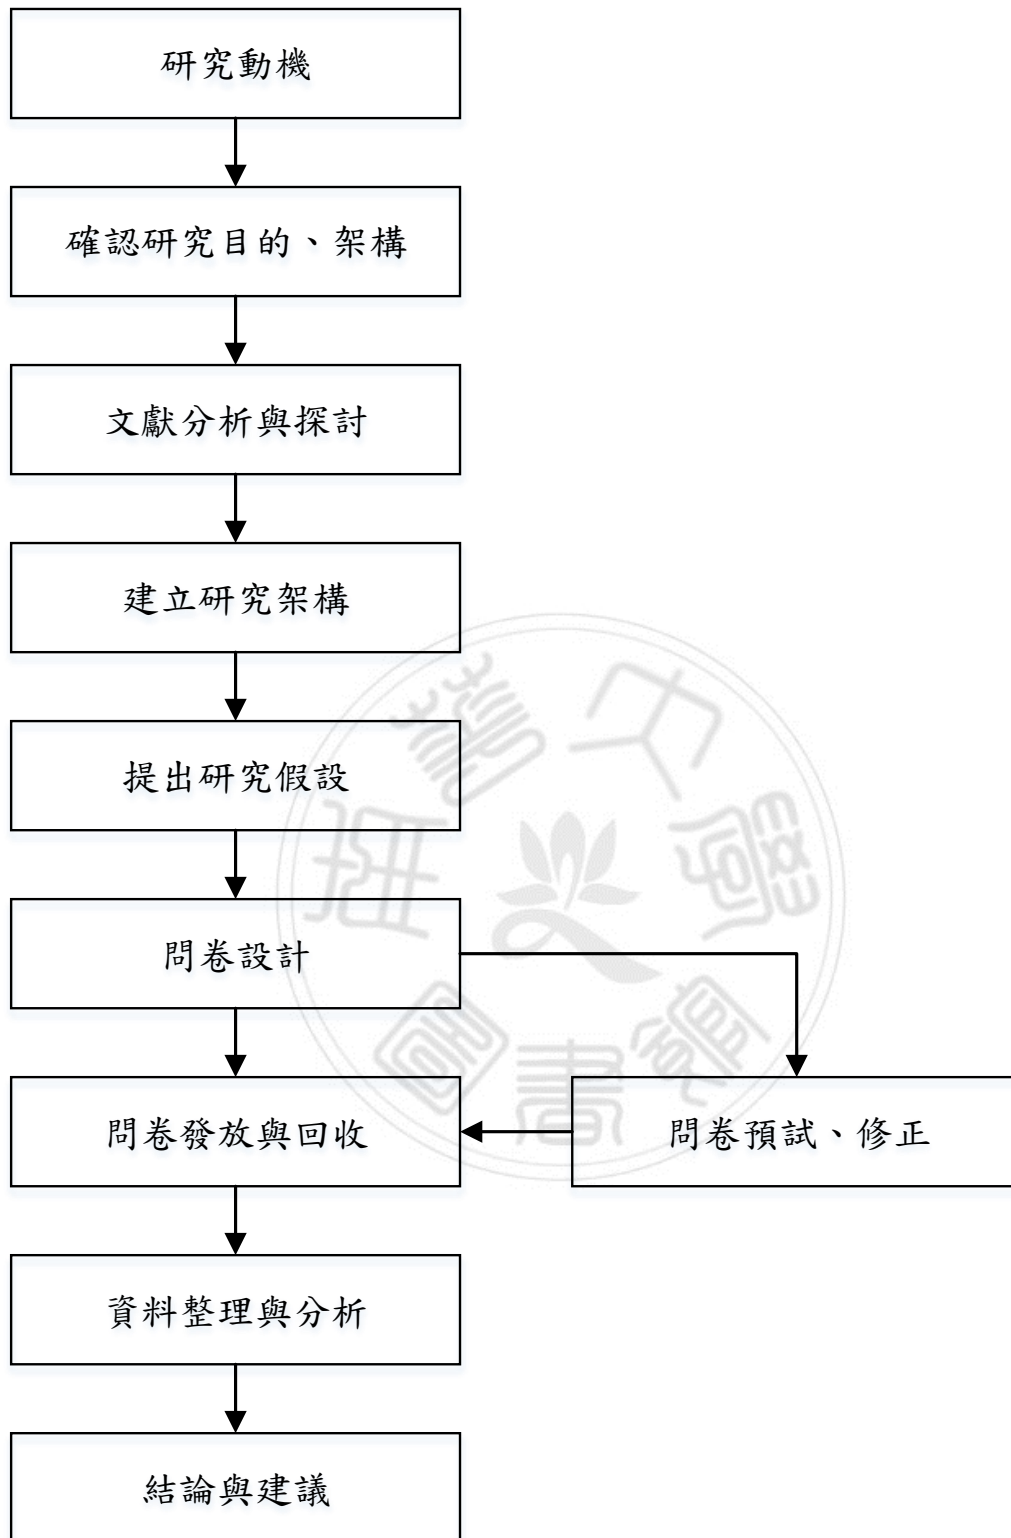 研究動機
確認研究目的、架構
文獻分析與探討
建立研究架構
提出研究假設
問卷設計
問卷發放與回收
問卷預試、修正
資料整理與分析
結論與建議